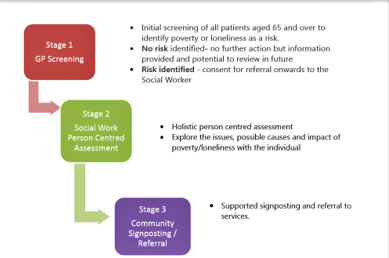 Stage 1
GP Screening
• Initial screening of all patients aged 65 and over to
identify poverty or loneliness as a risk.
• No risk identified- no further action but information
provided and potential to review in future
• Risk identified - consent for referral onwards to the
Social Worker
Stage 2
Social Work
Person Centred
Assessment
• Holistic person centred assessment
• Explore the issues, possible causes and impact of
poverty/loneliness with the individual
Stage 3
Community
Signposting /
Referral
• Supported signposting and referral to
services.